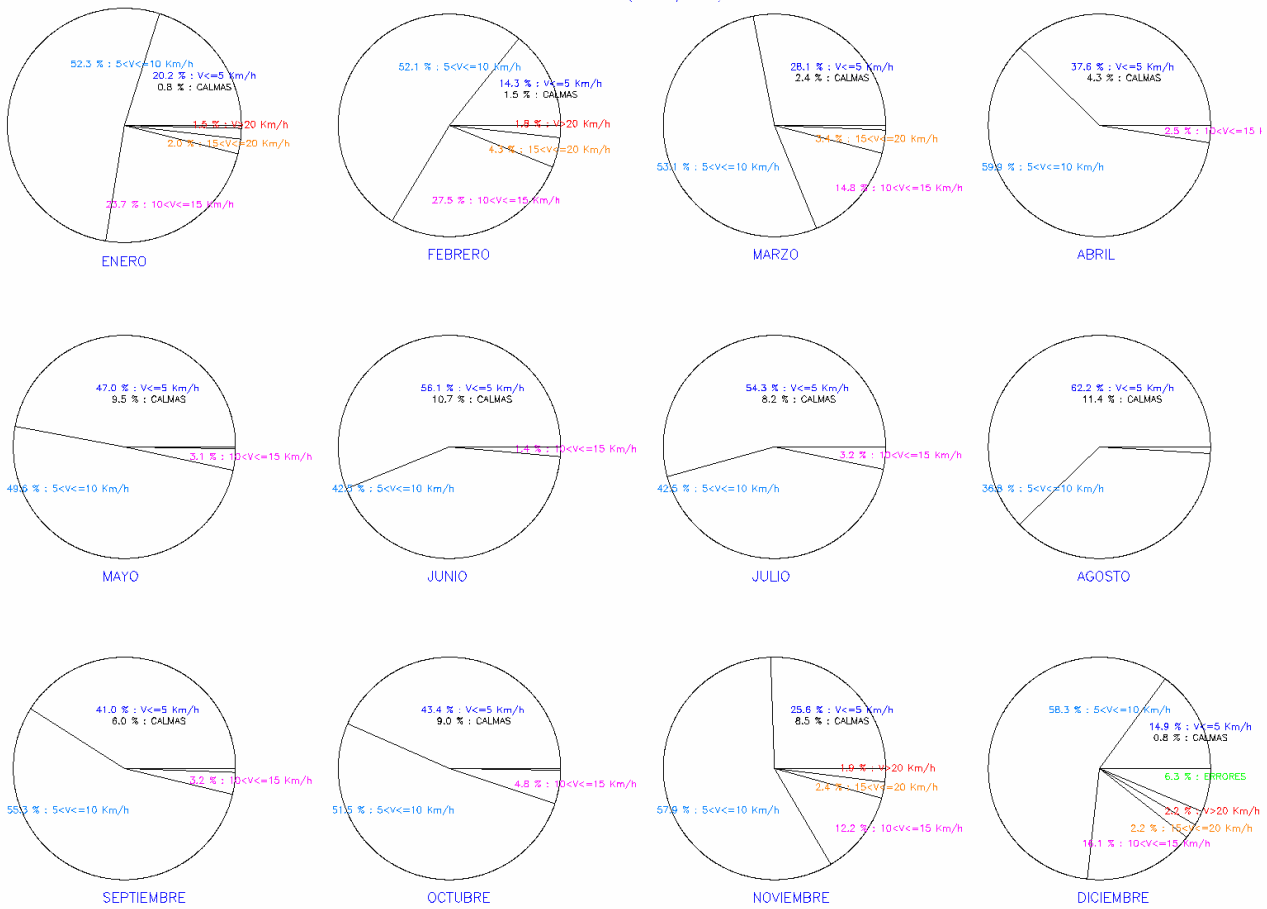 52.3 % : 5<V<=10 Km/h
20.2 % : V<=5 Km/h
0.8 % : CALMAS
1.5 % : V>20 Km/h
2.0 % : 15<V<=20 Km/h
23.7 % : 10<V<=15 Km/h
ENERO
52.1 % : 5<V<=10 Km/h
14.3 % : V<=5 Km/h
1.5 % : CALMAS
1.8 % : V>20 Km/h
4.3 % : 15<V<=20 Km/h
27.5 % : 10<V<=15 Km/h
FEBRERO
28.1 % : V<=5 Km/h
2.4 % : CALMAS
3.4 % : 15<V<=20 Km/h
53.1 % : 5<V<=10 Km/h
14.8 % : 10<V<=15 Km/h
MARZO
37.6 % : V<=5 Km/h
4.3 % : CALMAS
2.5 % : 10<V<=15 
59.9 % : 5<V<=10 Km/h
ABRIL
47.0 % : V<=5 Km/h
9.5 % : CALMAS
3.1 % : 10<V<=15 Km/h
49.6 % : 5<V<=10 Km/h
MAYO
56.1 % : V<=5 Km/h
10.7 % : CALMAS
1.4 % : 10<V<=15 Km/h
% : 5<V<=10 Km/h
JUNIO
54.3 % : V<=5 Km/h
8.2 % : CALMAS
3.2 % : 10<V<=15 Km/h
42.5 % : 5<V<=10 Km/h
JULIO
62.2 % : V<=5 Km/h
11.4 % : CALMAS
36.8 % : 5<V<=10 Km/h
AGOSTO
41.0 % : V<=5 Km/h
6.0 % : CALMAS
3.2 % : 10<V<=15 Km/h
55.3 % : 5<V<=10 Km/h
SEPTIEMBRE
43.4 % : V<=5 Km/h
9.0 % : CALMAS
4.8 % : 10<V<=15 Km/h
51.5 % : 5<V<=10 Km/h
OCTUBRE
25.6 % : V<=5 Km/h
8.5 % : CALMAS
1.9 % : V>20 Km/h
2.4 % : 15<V<=20 Km/h
57.9 % : 5<V<=10 Km/h
12.2 % : 10<V<=15 Km/h
NOVIEMBRE
58.3 % : 5<V<=10 Km/h
14.9 % : V<=5 Km/h
0.8 % : CALMAS
6.3 % : ERRORES
2.2 % : V>20 Km/h
2.2 % : 15<V<=20 Km/h
16.1 % : 10<V<=15 Km/h
DICIEMBRE